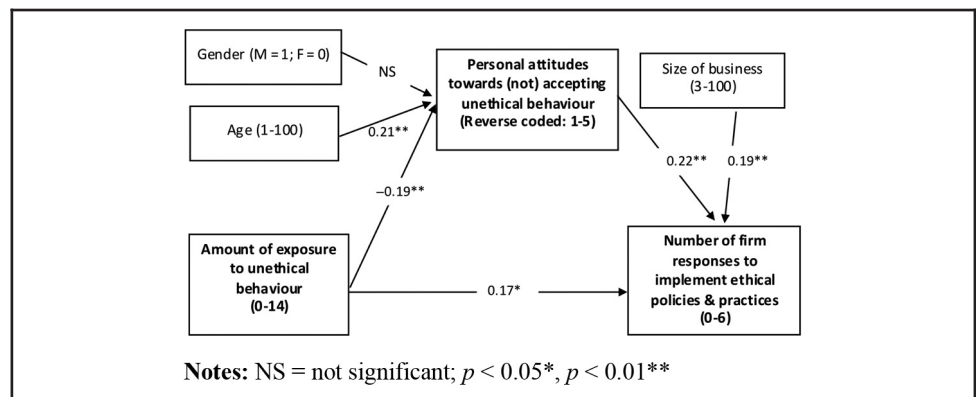 Gender (M = 1; F = 0)
NS
Personal attitudes
towards (not) accepting
unethical behaviour
(Reverse coded: 1-5)
Size of business
(3-100)
Age (1-100)
0.21**
0.22**
0.19**
–0.19**
Amount of exposure
to unethical
behaviour
(0-14)
0.17*
Number of firm
responses to
implement ethical
policies & practices
(0-6)
Notes: NS = not significant; p < 0.05*, p < 0.01**